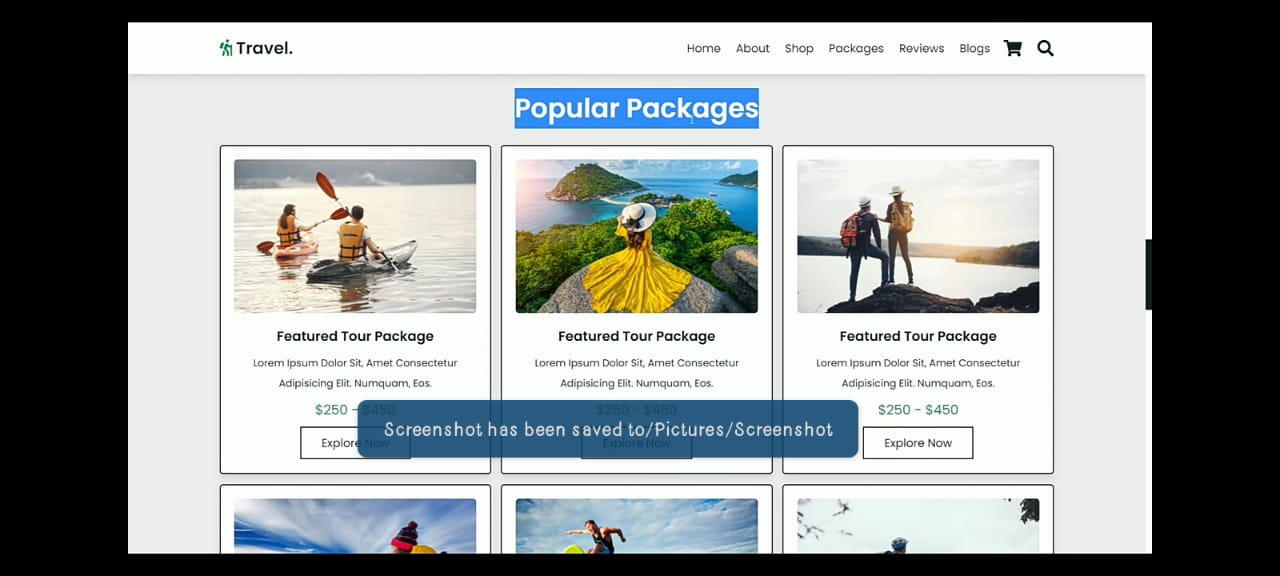 Travel.
Home About Shop Packages Reviews Blogs
Popular Packages
Featured Tour Package
Lorem Ipsum Dolor Sit, Amet Consectetur
Adipisicing Elit. Numquam, Eos.
$250 - $450
Explore Now
Featured Tour Package
Lorem Ipsum Dolor Sit, Amet Consectetur
Adipisicing Elit. Numquam, Eos.
$250 - $450
Explore Now
Featured Tour Package
Lorem Ipsum Dolor Sit, Amet Consectetur
Adipisicing Elit. Numquam, Eos.
$250 - $450
Explore Now
Screenshot has been saved to/Pictures/Screenshot